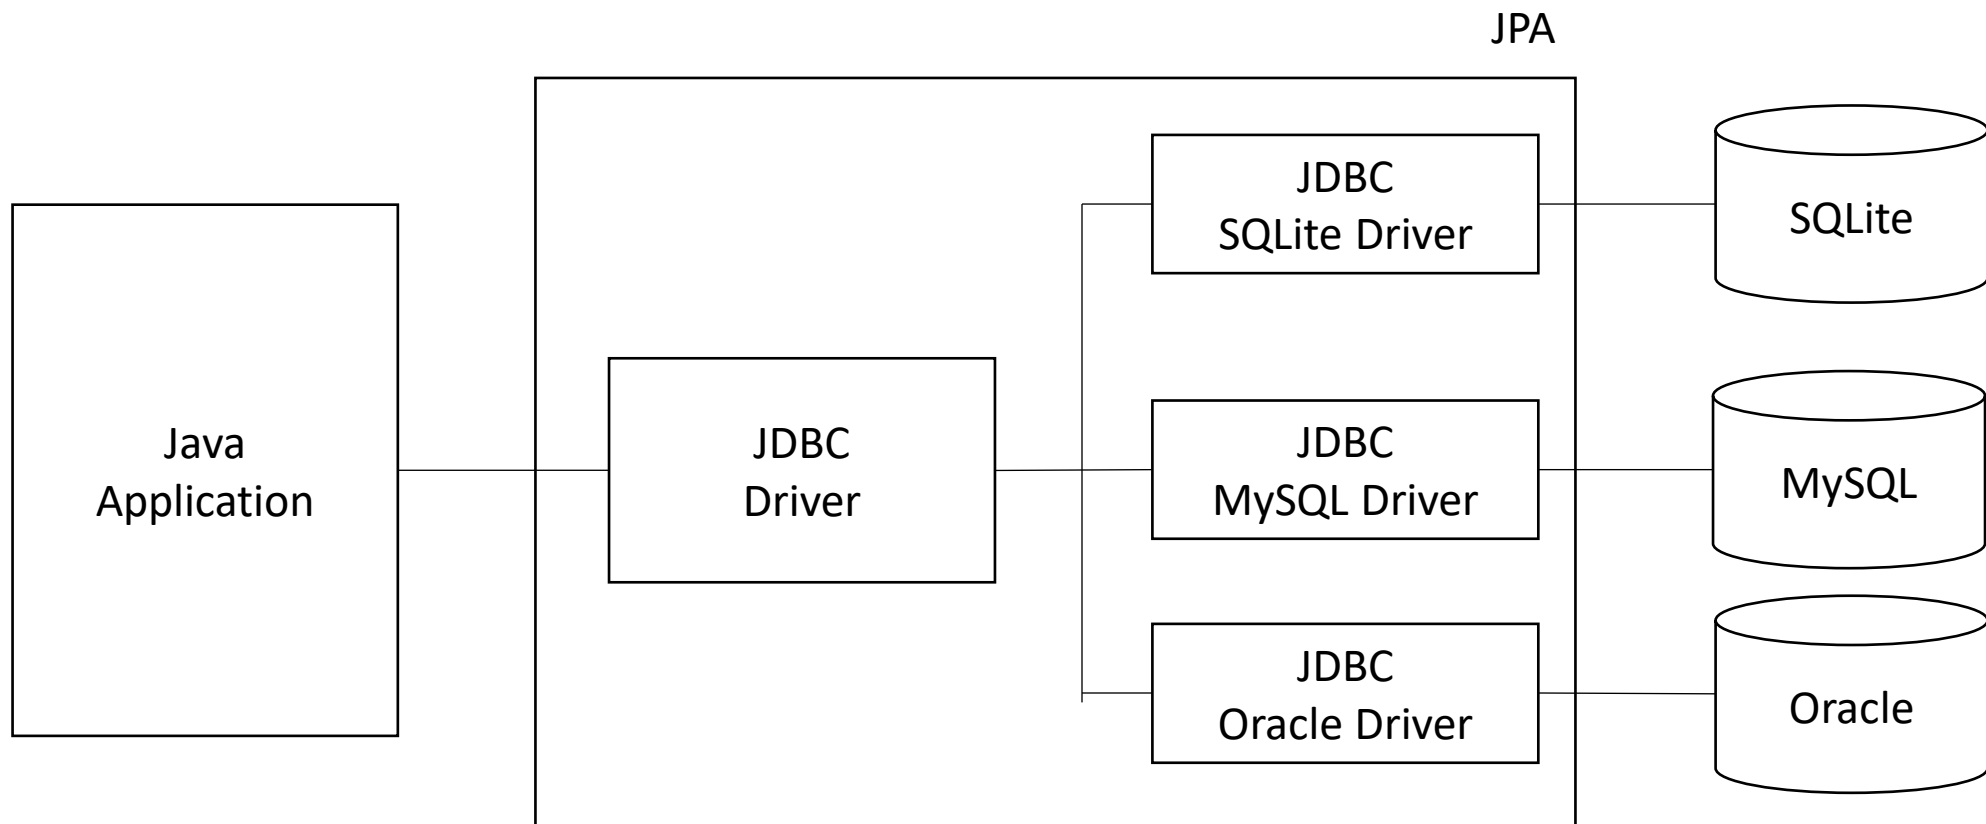 JPA
Java
Application
JDBC
Driver
JDBC
SQLite Driver
JDBC
MySQL Driver
JDBC
Oracle Driver
SQLite
MySQL
Oracle